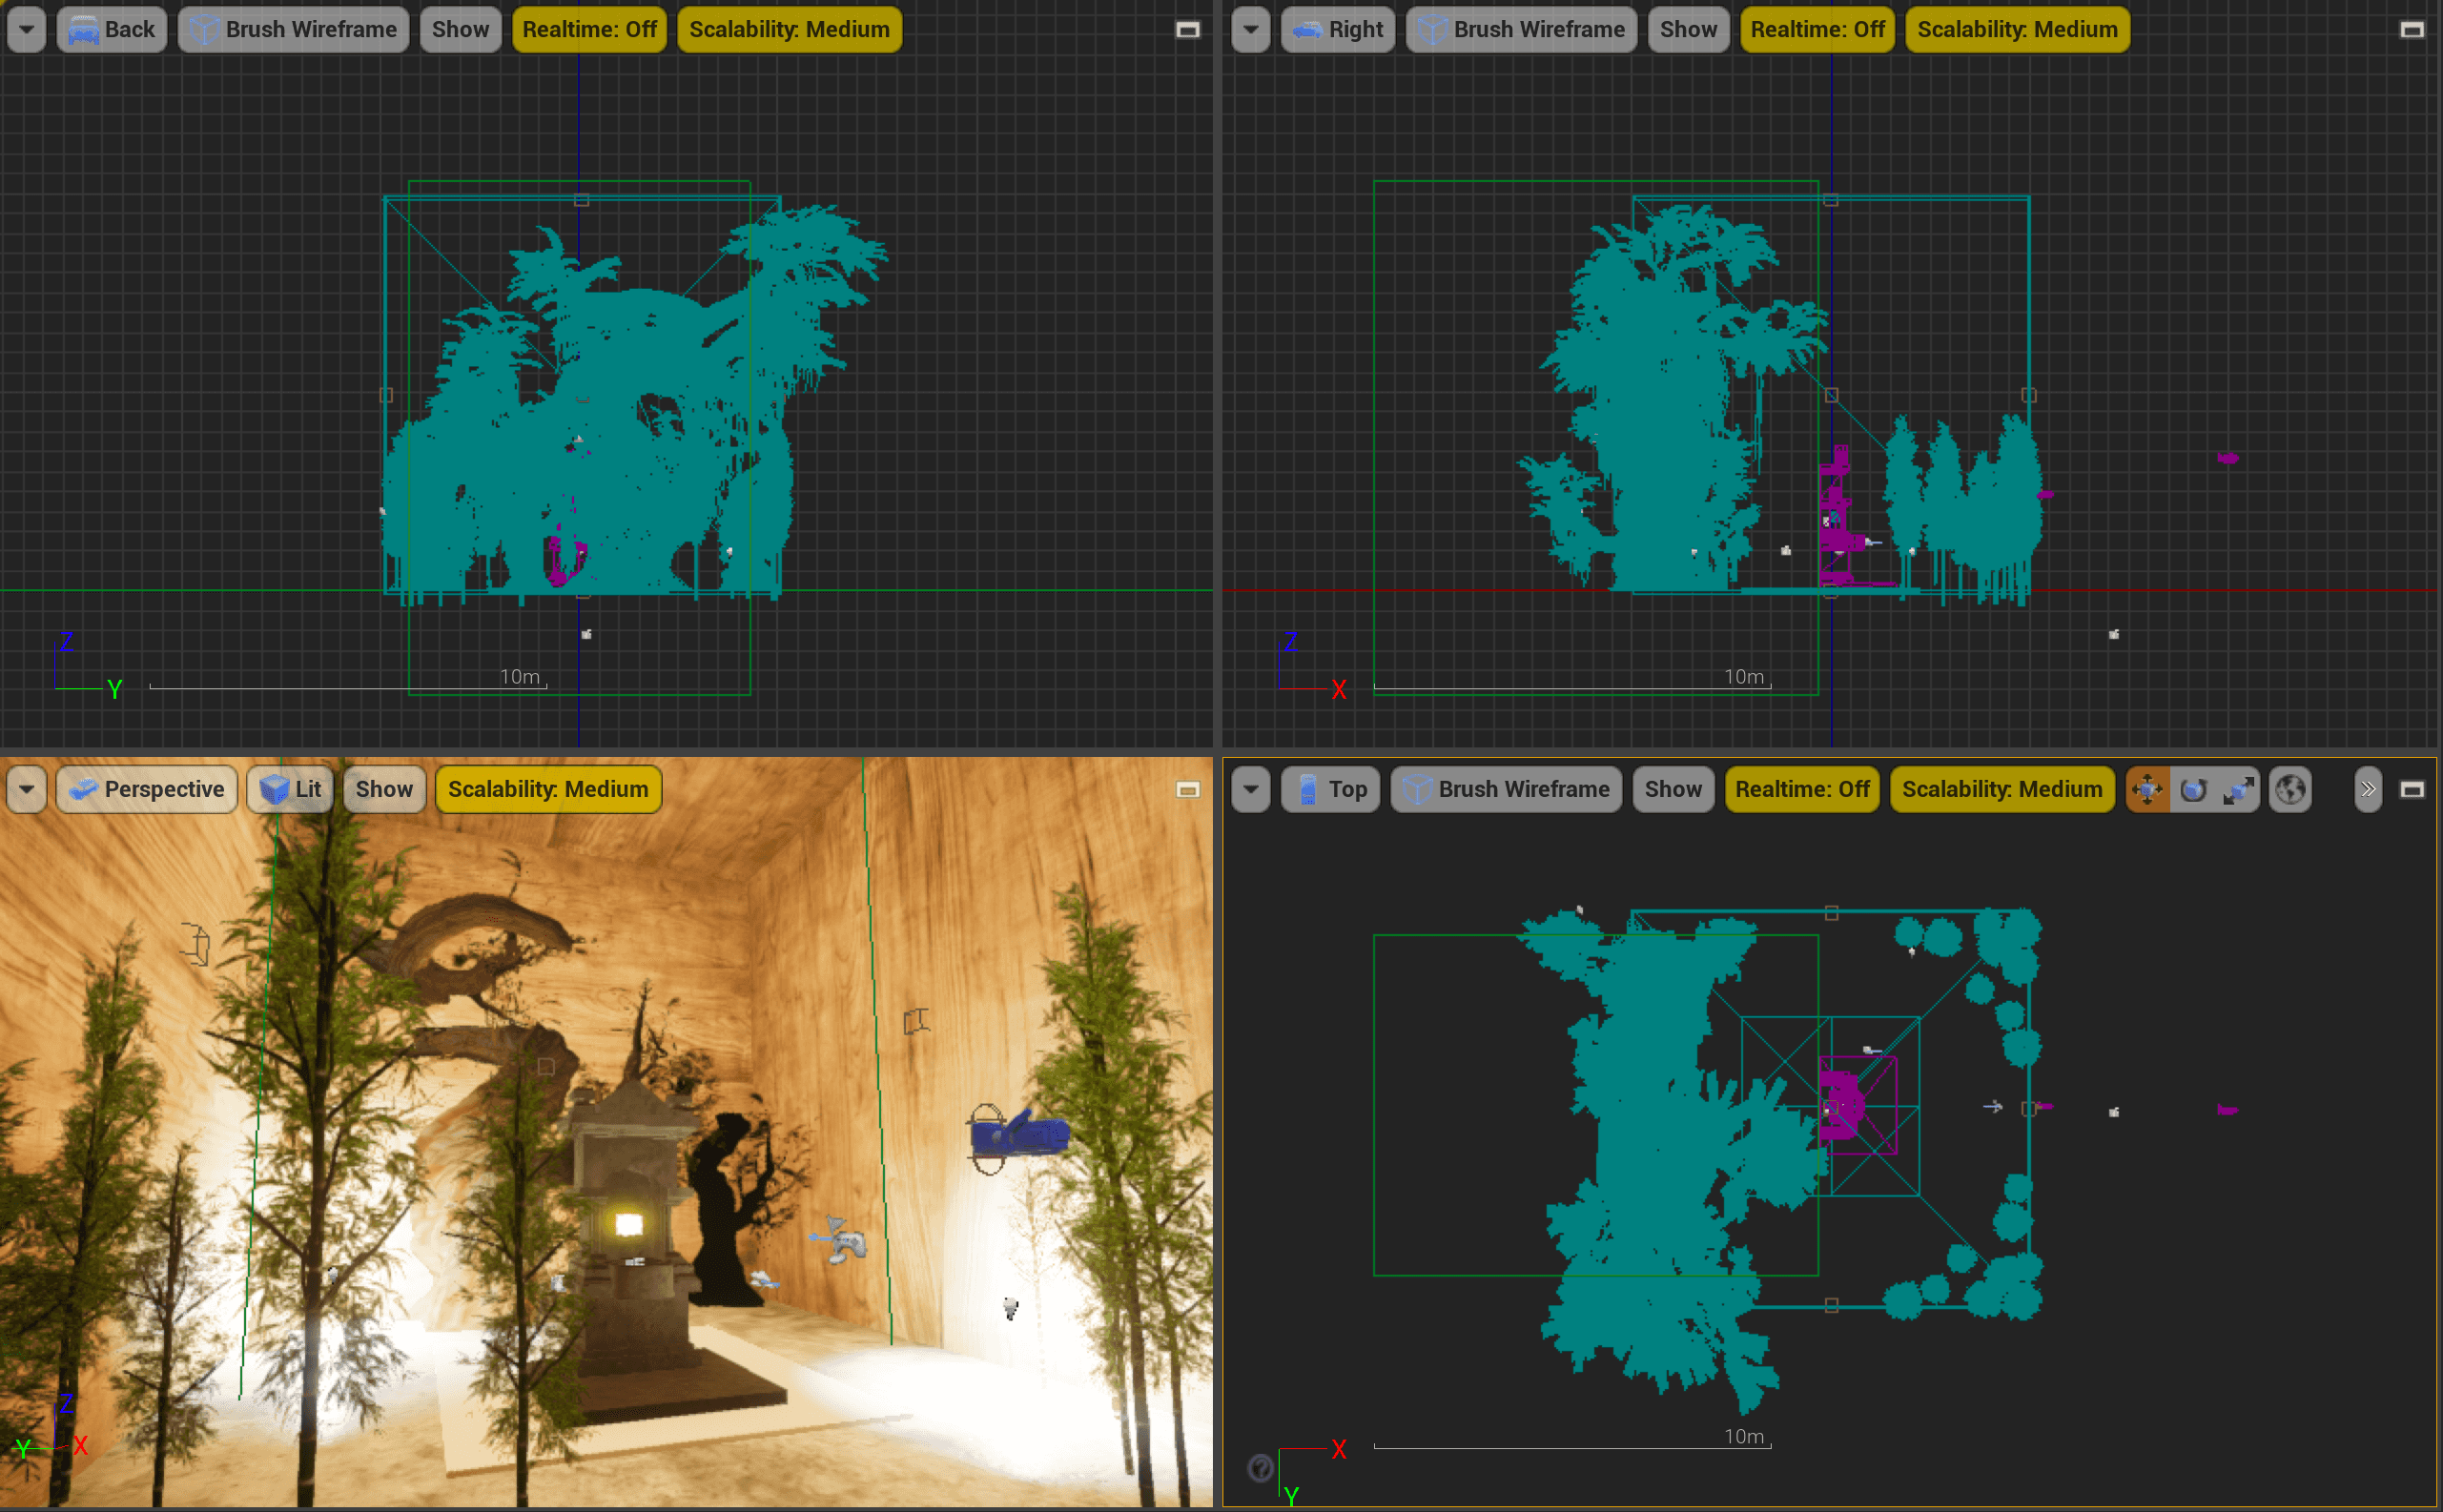 Back Brush Wireframe Show Realtime: Off Scalability: Medium
Z
Y
10m
Right Brush Wireframe Show Realtime: Off Scalability: Medium
Z
X
10m
Perspective Lit Show Scalability: Medium
Z
Y X
Top Brush Wireframe Show Realtime: Off Scalability: Medium
10m
X
?
Y